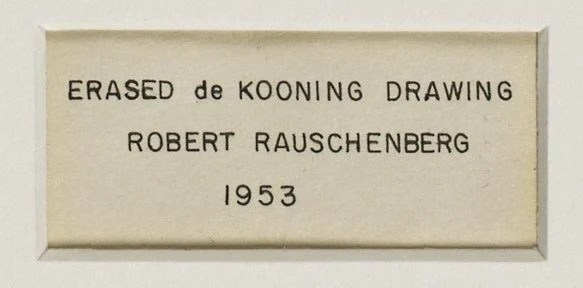 ERASED de KOONING DRAWING
ROBERT RAUSCHENBERG
1953